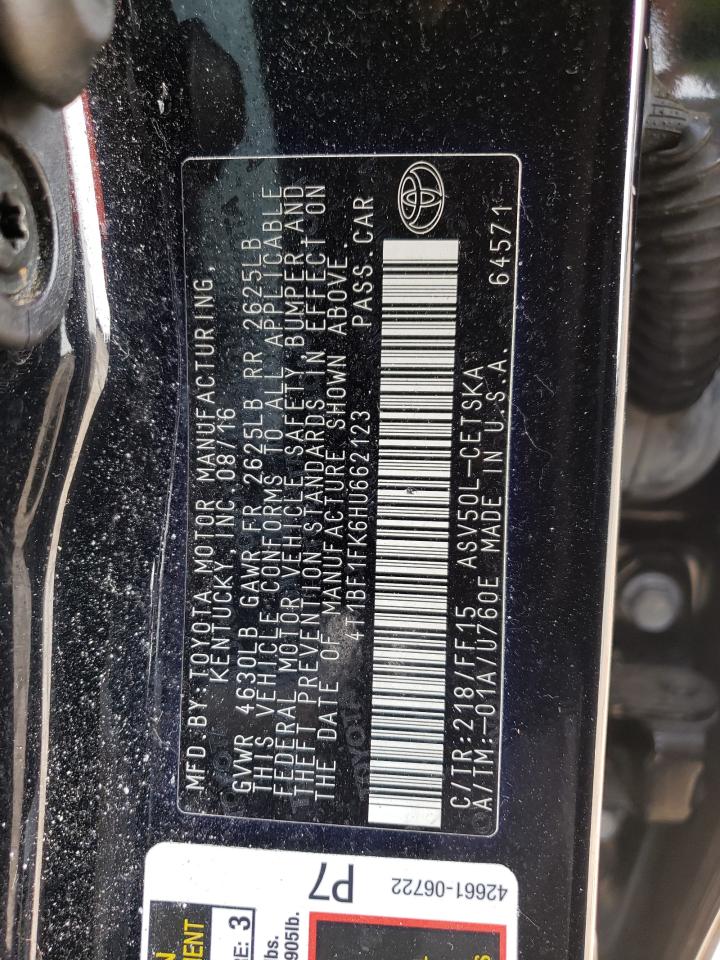 MFD.BY:TOYOTA MOTOR MANUFACTURING,
KENTUCKY,INC.08/16
GVWR 4630LB GAWR FR 2625LB RR 2625LB
THIS VEHICLE CONFORMS TO ALL APPLICABLE
FEDERAL MOTOR VEHICLE SAFETY,BUMPER,AND
THEFT PREVENTION STANDARDS IN EFFECT ON
THE DATE OF MANUFACTURE SHOWN ABOVE.
4T1BF1FK6HU662123 PASS.CAR
C/TR:218/FF15 ASV50L-CETSKA
A/TM:-01A/U760E MADE IN U.S.A. 64571
P7
42661-06722
3
905lb.